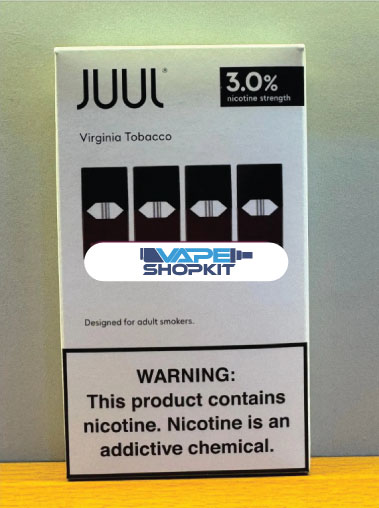 JUUL®
3.0%
nicotine strength
Virginia Tobacco
VAPE
SHOPKIT
Designed for adult smokers.
WARNING:
This product contains
nicotine. Nicotine is an
addictive chemical.